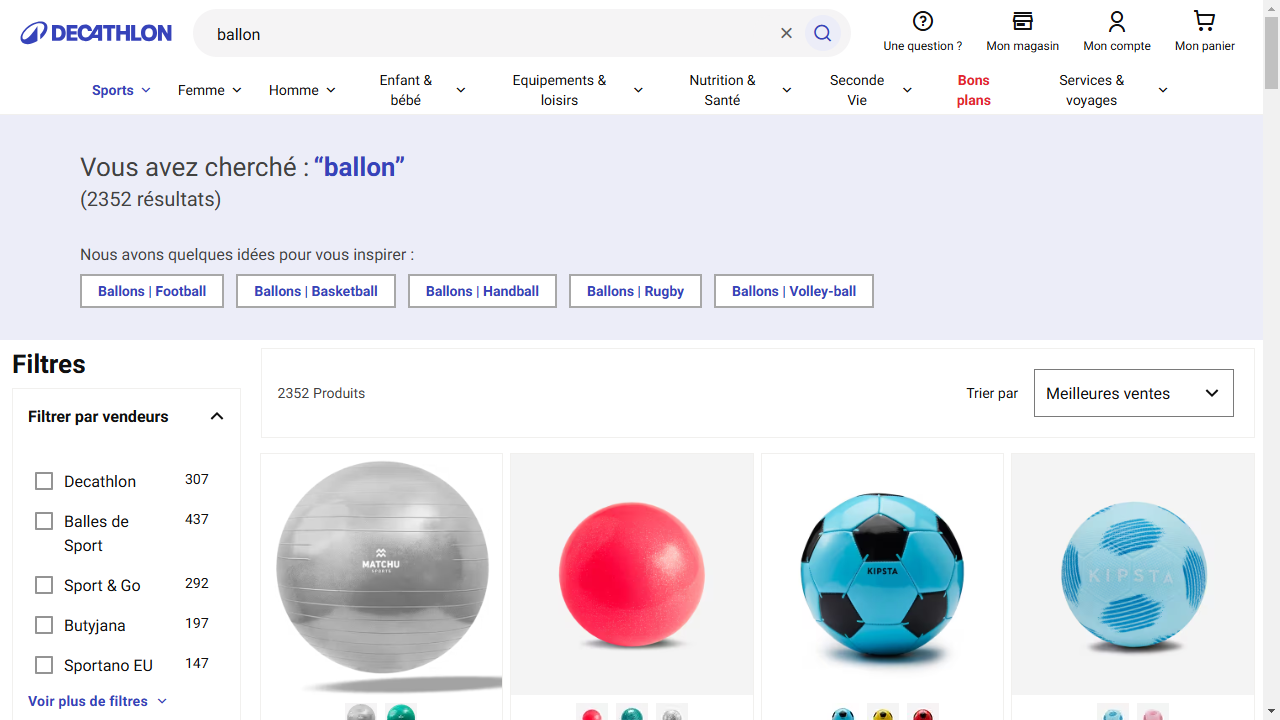 DECATHLON
ballon
Une question ?
Mon magasin
Mon compte
Mon panier
Sports
Femme
Homme
Enfant &
bébé
Equipements &
loisirs
Nutrition &
Santé
Seconde
Vie
Bons
plans
Services &
voyages
Vous avez cherché : “ballon”
(2352 résultats)
Nous avons quelques idées pour vous inspirer :
Ballons | Football
Ballons | Basketball
Ballons | Handball
Ballons | Rugby
Ballons | Volley-ball
Filtres
2352 Produits
Trier par
Meilleures ventes
Filtrer par vendeurs
Decathlon 307
Balles de 437
Sport
Sport & Go 292
Butyjana 197
Sportano EU 147
Voir plus de filtres
MATCHU
SPORTS
KIPSTA
KIPSTA